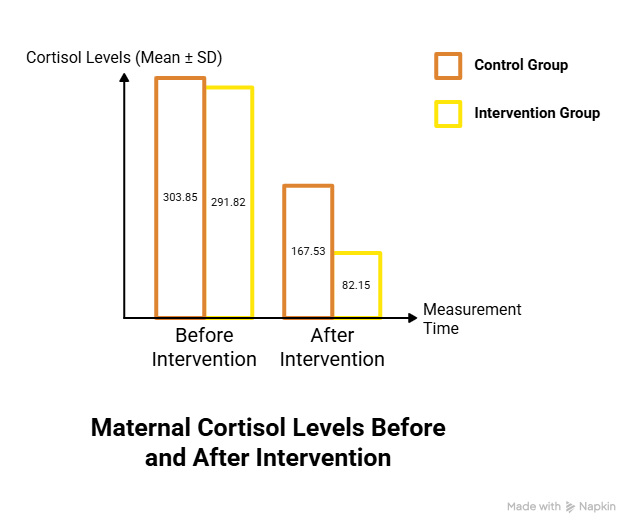 Cortisol Levels (Mean ± SD)
Control Group
Intervention Group
303.85
291.82
167.53
82.15
Measurement
Time
Before
Intervention
After
Intervention
Maternal Cortisol Levels Before
and After Intervention
Made with Napkin